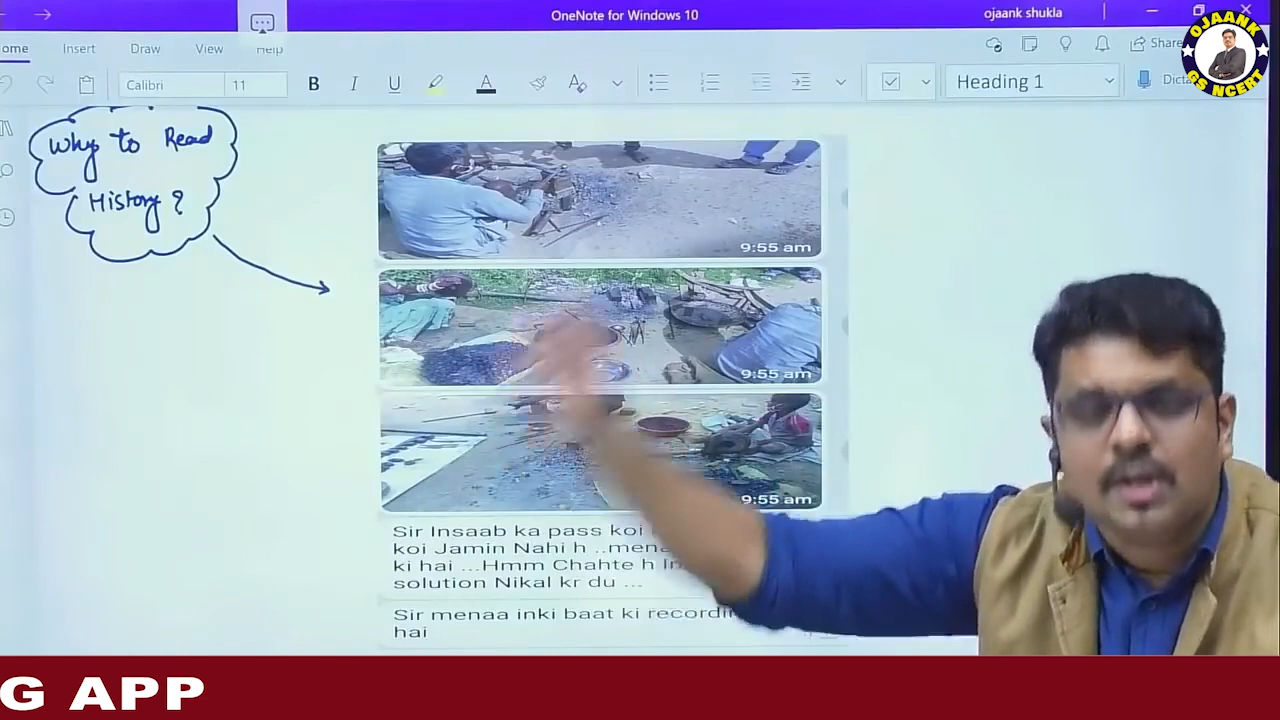 OneNote for Windows 10
ojaank shukla
ome Insert Draw View Help
Share
Calibri 11 B I U A Heading 1 Dicta
OJAANK
GS NCERT
Why to Read
History?
9:55 am
9:55 am
9:55 am
Sir Insaab ka pass koi
koi Jamin Nahi h ..mena
ki hai ...Hmm Chahte h
solution Nikal kr du ...
Sir menaa inki baat ki
hai
G APP